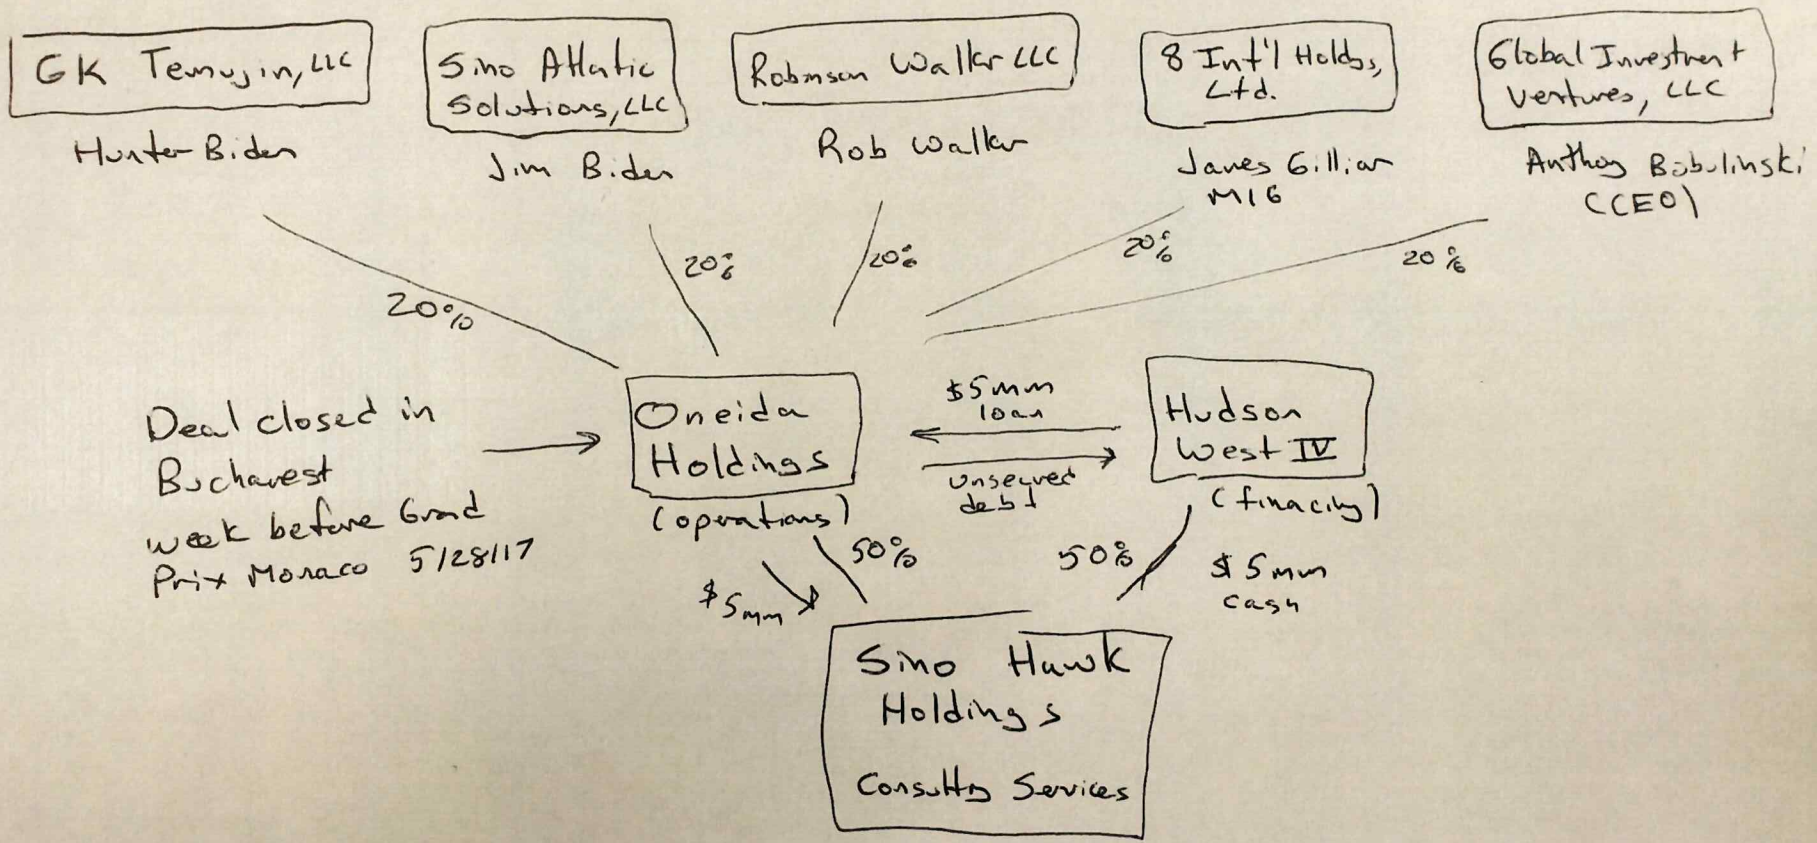 GK Temujin, LLC
Hunter Biden
Sino Atlantic
Solutions, LLC
Jim Biden
Robinson Walker LLC
Rob Walker
8 Int'l Holdgs,
Ltd.
James Gilliar
MI6
Global Investment
Ventures, LLC
Anthony Bobulinski
(CEO)
20%
20%
20%
20%
20%
Deal closed in
Bucharest
week before Grand
Prix Monaco 5/28/17
Oneida
Holdings
(operations)
$5mm
loan
unsecured
debt
Hudson
West IV
(financing)
50%
$5mm
50%
$5mm
cash
Sino Hawk
Holdings
Consulting Services